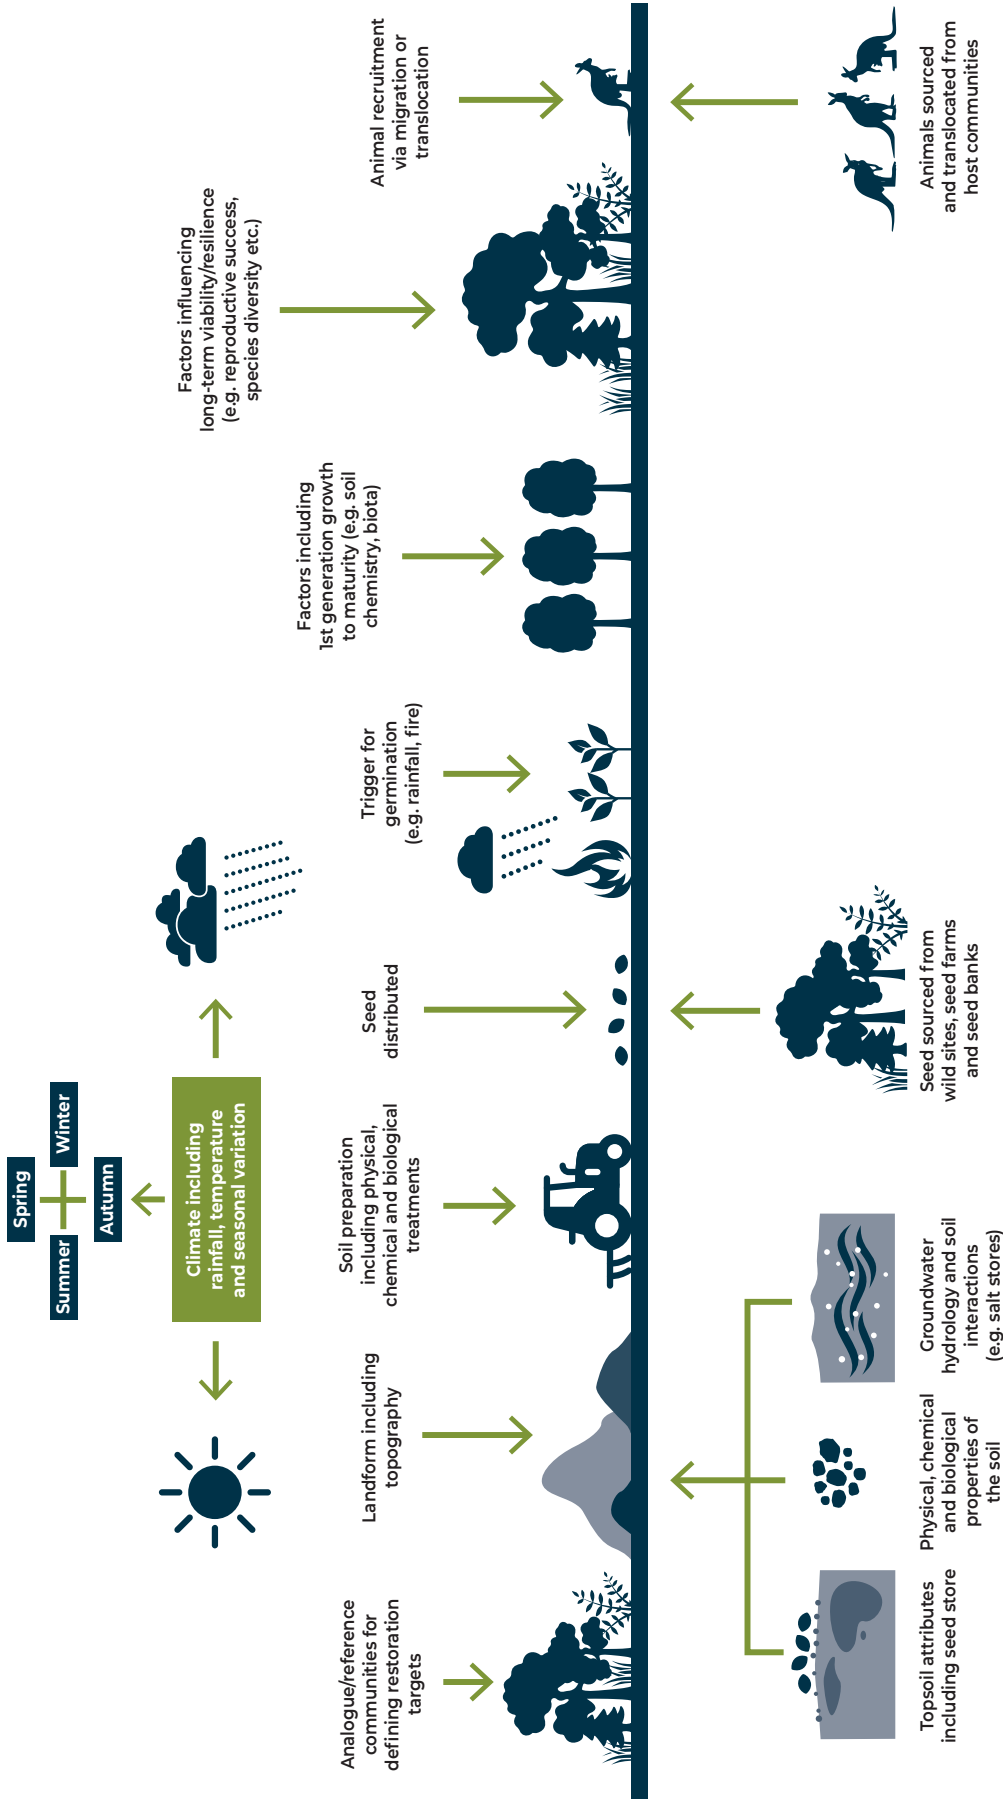 Spring
Summer
Winter
Autumn
Climate including
rainfall, temperature
and seasonal variation
Analogue/reference
communities for
defining restoration
targets
Landform including
topography
Soil preparation
including physical,
chemical and biological
treatments
Seed
distributed
Trigger for
germination
(e.g. rainfall, fire)
Factors including
1st generation growth
to maturity (e.g. soil
chemistry, biota)
Factors influencing
long-term viability/resilience
(e.g. reproductive success,
species diversity etc.)
Animal recruitment
via migration or
translocation
Topsoil attributes
including seed store
Physical, chemical
and biological
properties of
the soil
Groundwater
hydrology and soil
interactions
(e.g. salt stores)
Seed sourced from
wild sites, seed farms
and seed banks
Animals sourced
and translocated from
host communities